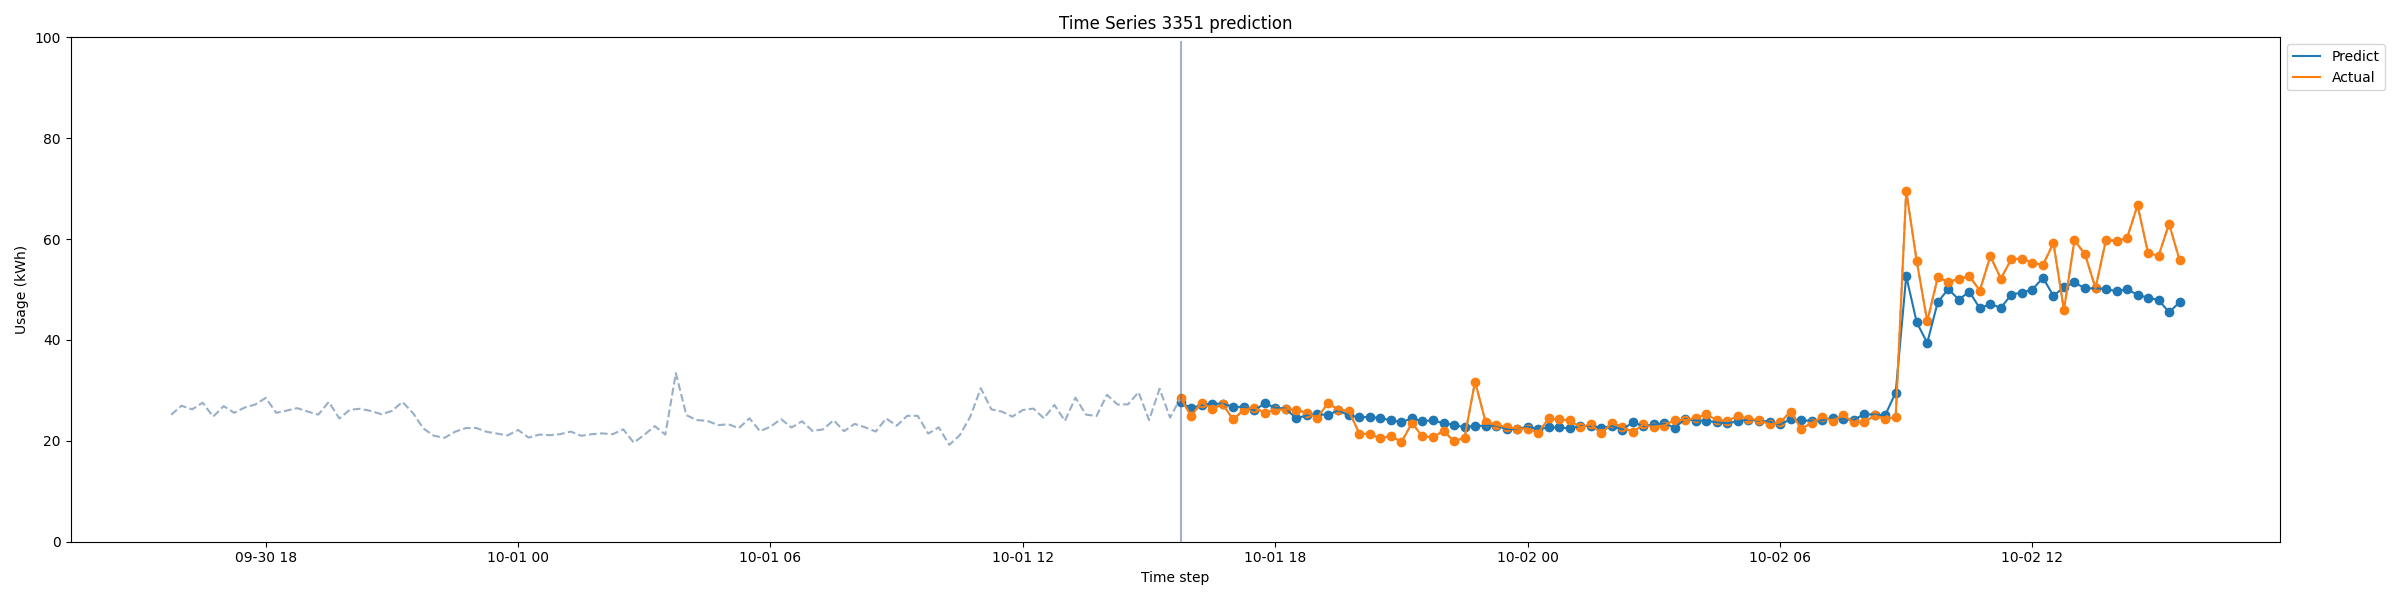 Time Series 3351 prediction
Predict
Actual
100
80
60
40
20
0
Usage (kWh)
09-30 18
10-01 00
10-01 06
10-01 12
10-01 18
10-02 00
10-02 06
10-02 12
Time step